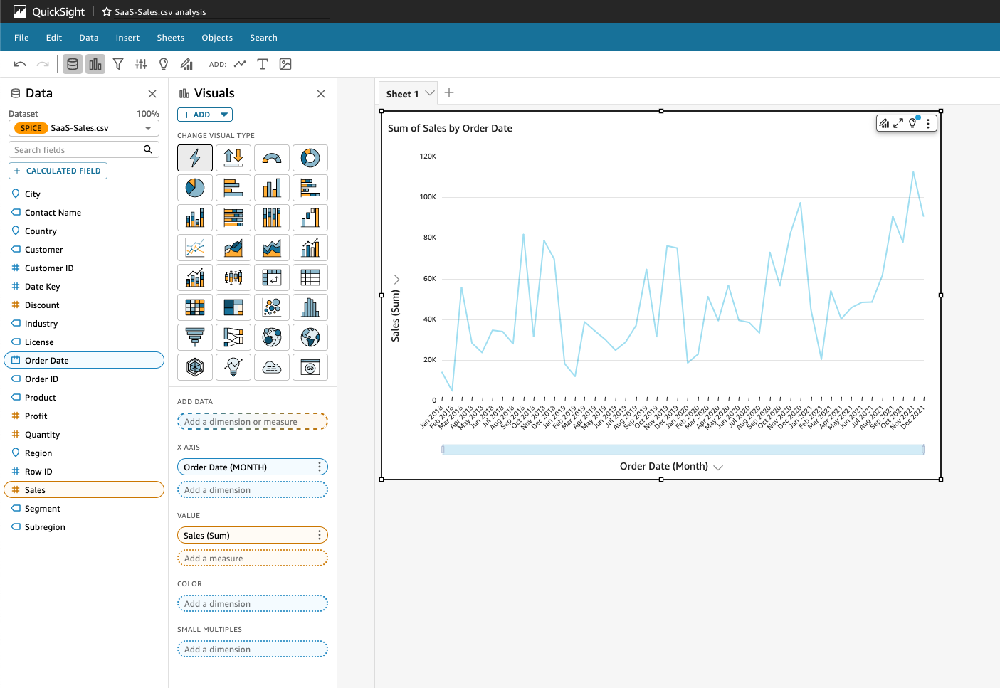 QuickSight
SaaS-Sales.csv analysis
File Edit Data Insert Sheets Objects Search
ADD:
Data
Dataset 100%
SPICE SaaS-Sales.csv
Search fields
+ CALCULATED FIELD
City
Contact Name
Country
Customer
# Customer ID
# Date Key
# Discount
Industry
License
Order Date
Order ID
Product
# Profit
# Quantity
Region
# Row ID
# Sales
Segment
Subregion
Visuals
+ ADD
CHANGE VISUAL TYPE
ADD DATA
Add a dimension or measure
X AXIS
Order Date (MONTH)
Add a dimension
VALUE
Sales (Sum)
Add a measure
COLOR
Add a dimension
SMALL MULTIPLES
Add a dimension
Sheet 1
Sum of Sales by Order Date
Sales (Sum)
120K
100K
80K
60K
40K
20K
0
Jan 2018
Feb 2018
Mar 2018
Apr 2018
May 2018
Jun 2018
Jul 2018
Aug 2018
Sep 2018
Oct 2018
Nov 2018
Dec 2018
Jan 2019
Feb 2019
Mar 2019
Apr 2019
May 2019
Jun 2019
Jul 2019
Aug 2019
Sep 2019
Oct 2019
Nov 2019
Dec 2019
Jan 2020
Feb 2020
Mar 2020
Apr 2020
May 2020
Jun 2020
Jul 2020
Aug 2020
Sep 2020
Oct 2020
Nov 2020
Dec 2020
Jan 2021
Feb 2021
Mar 2021
Apr 2021
May 2021
Jun 2021
Jul 2021
Aug 2021
Sep 2021
Oct 2021
Nov 2021
Dec 2021
Order Date (Month)